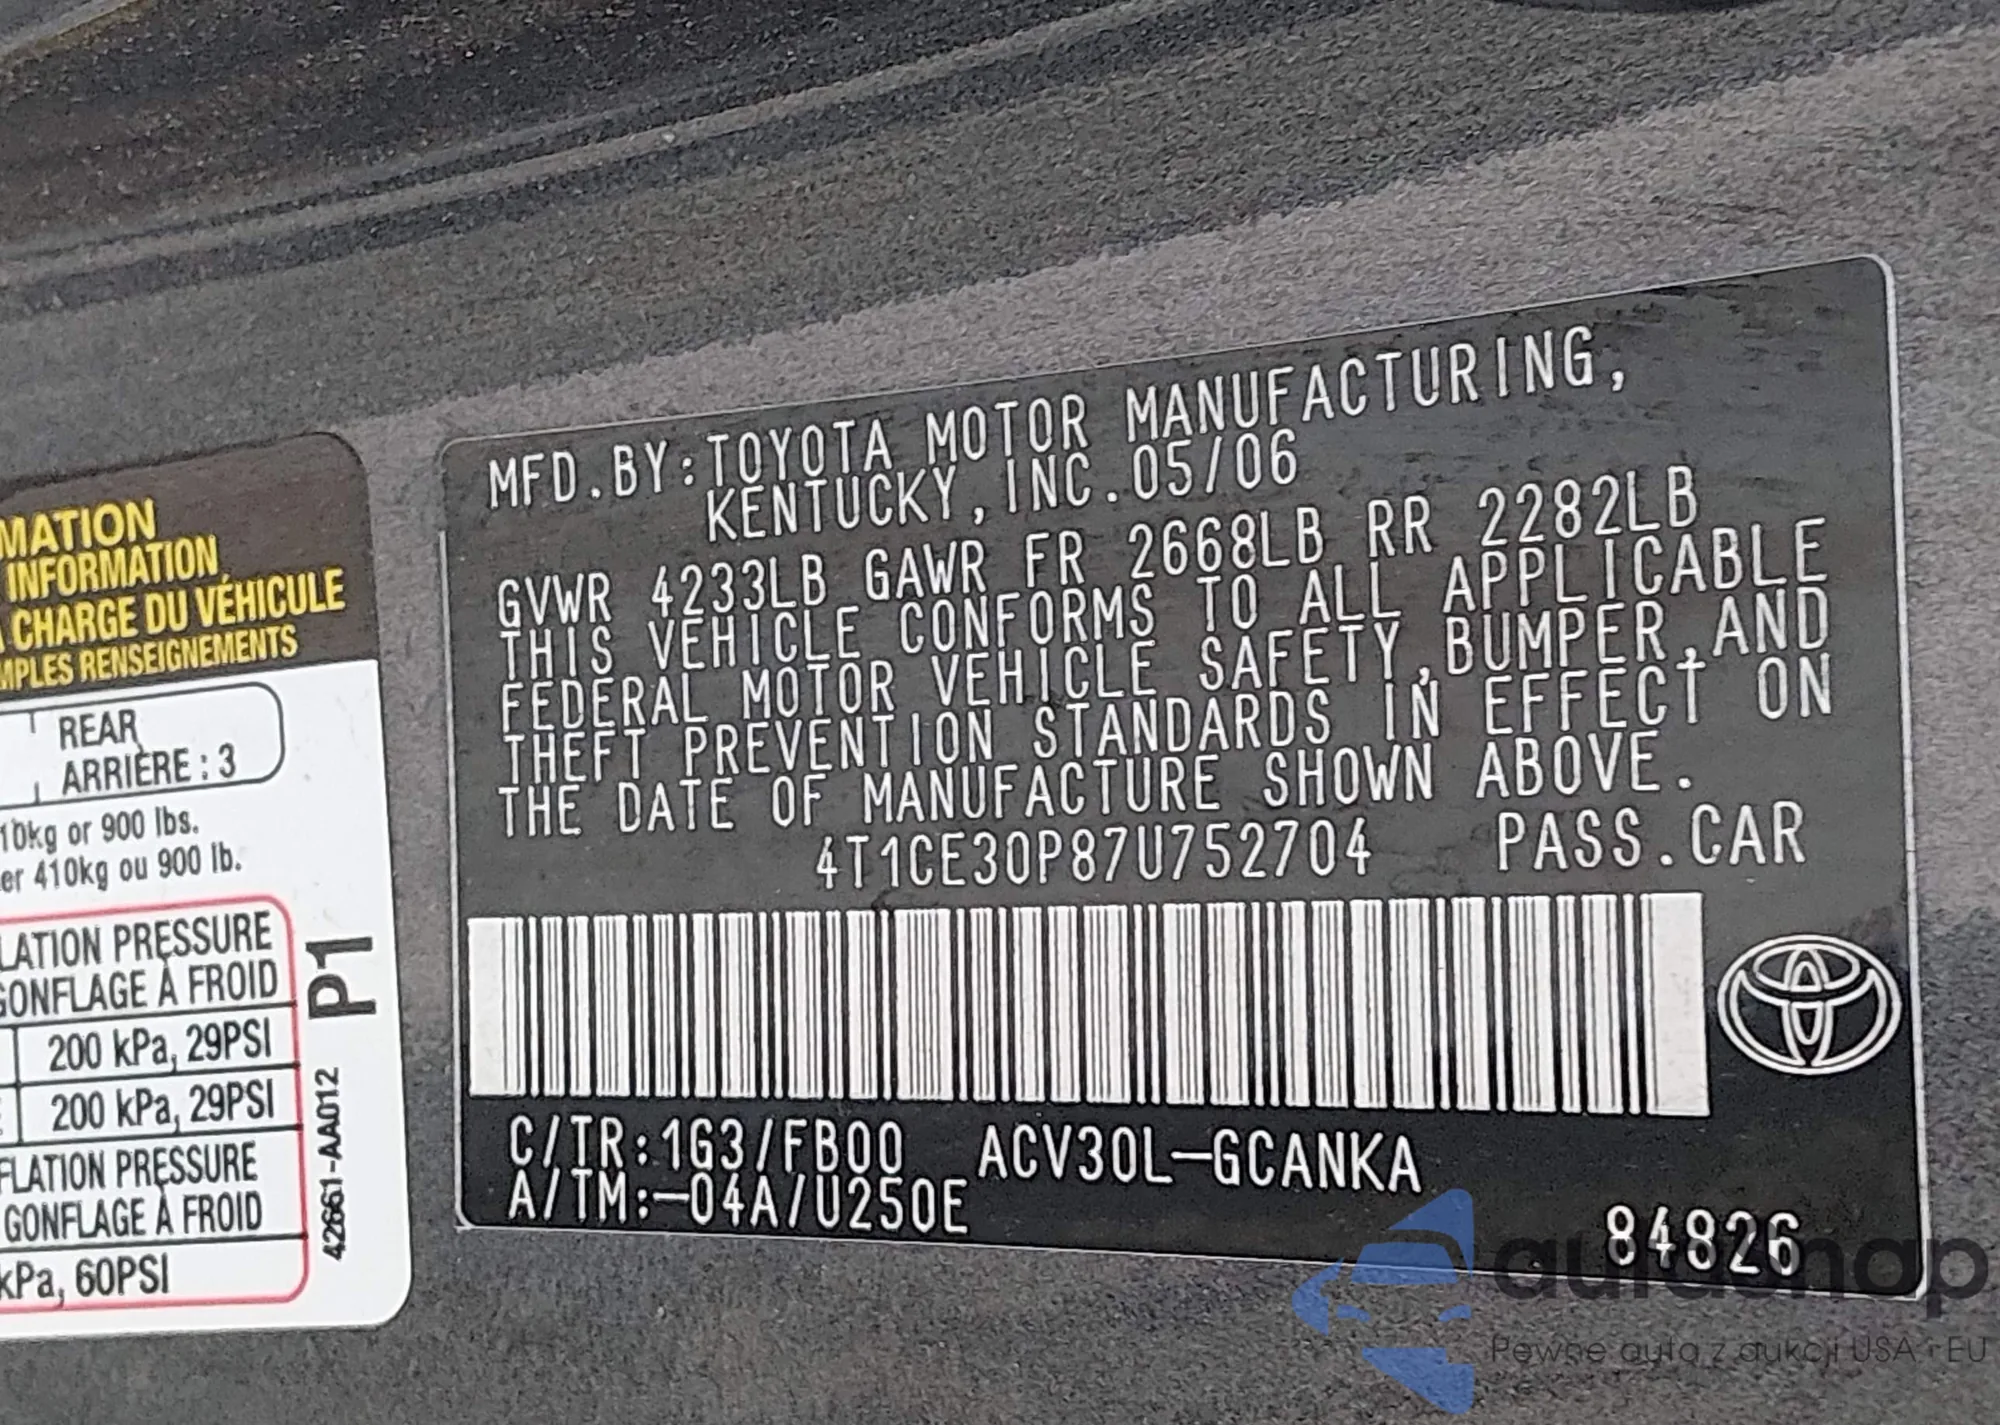 MATION
INFORMATION
CHARGE DU VÉHICULE
MPLES RENSEIGNEMENTS
REAR
ARRIÈRE : 3
10kg or 900 lbs.
er 410kg ou 900 lb.
LATION PRESSURE
GONFLAGE À FROID
200 kPa, 29PSI
200 kPa, 29PSI
FLATION PRESSURE
GONFLAGE À FROID
kPa, 60PSI
P1
42661-AA012
MFD.BY:TOYOTA MOTOR MANUFACTURING,
KENTUCKY,INC.05/06
GVWR 4233LB GAWR FR 2668LB RR 2282LB
THIS VEHICLE CONFORMS TO ALL APPLICABLE
FEDERAL MOTOR VEHICLE SAFETY,BUMPER,AND
THEFT PREVENTION STANDARDS IN EFFECT ON
THE DATE OF MANUFACTURE SHOWN ABOVE.
4T1CE30P87U752704 PASS.CAR
C/TR:1G3/FB00 ACV30L-GCANKA
A/TM:-04A/U250E
84826
Pewne auta z aukcji USA i EU